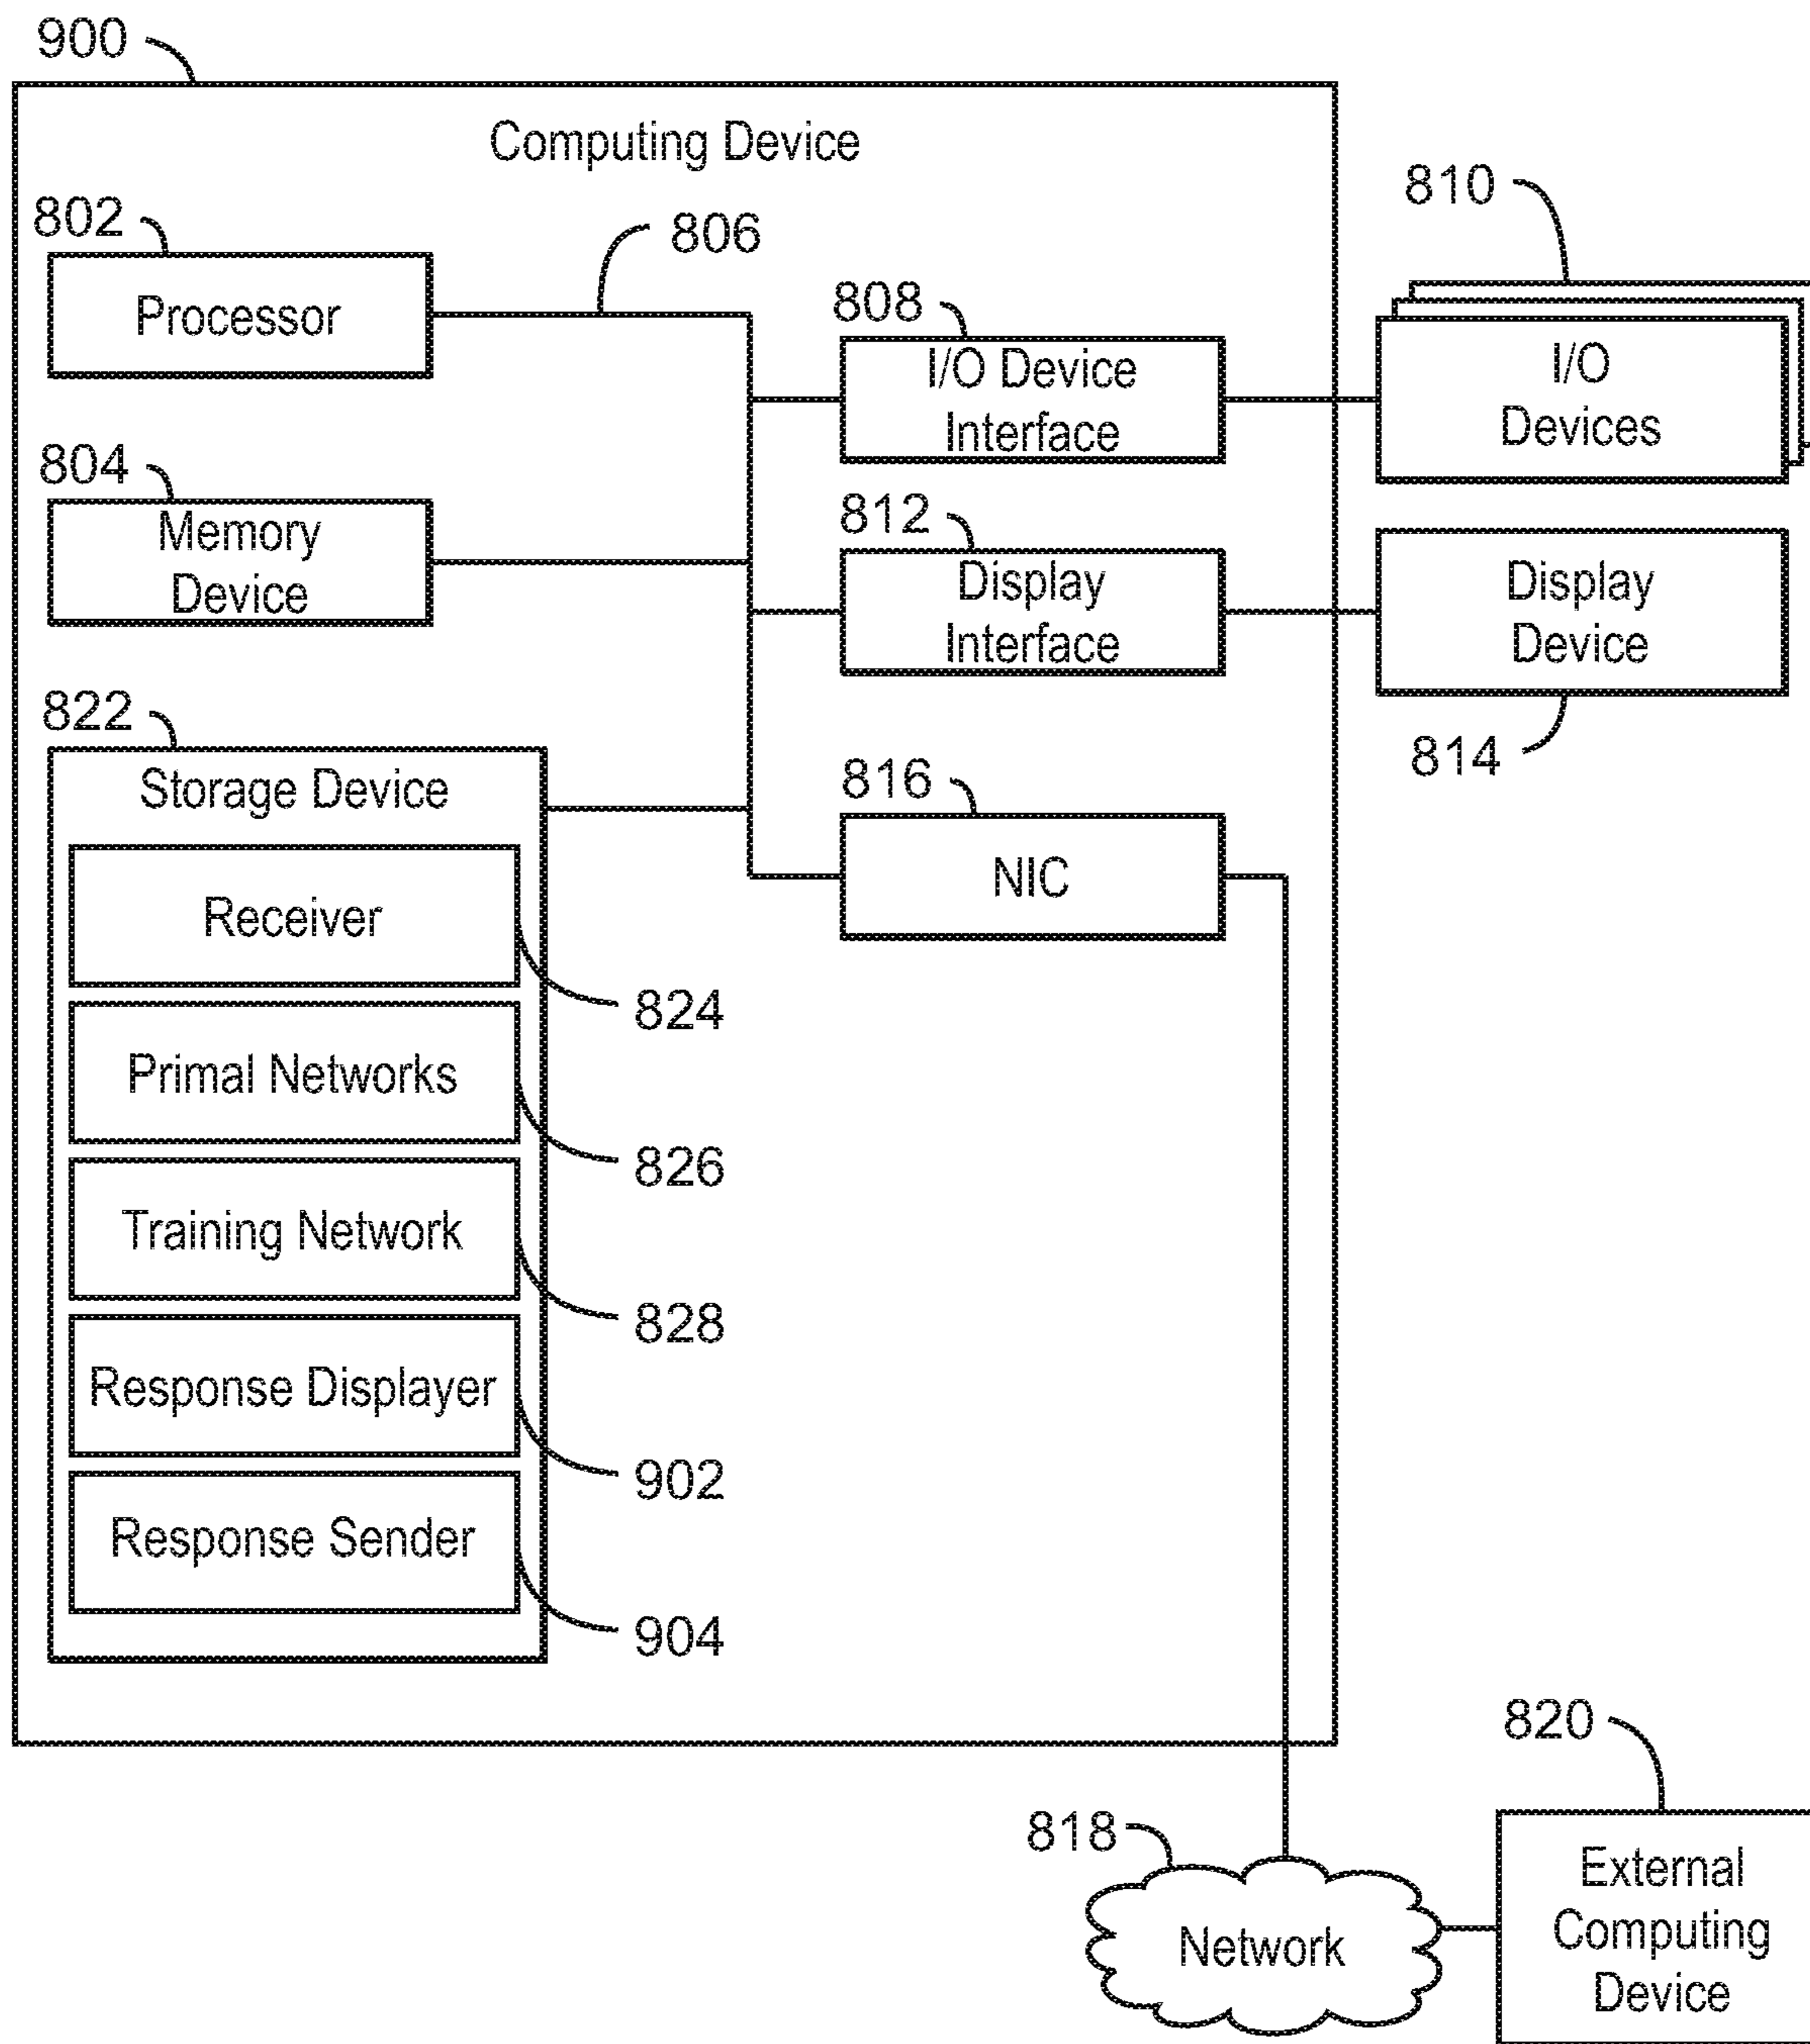 900
Computing Device
802
Processor
806
804
Memory
Device
808
I/O Device
Interface
810
I/O
Devices
812
Display
Interface
Display
Device
814
816
NIC
822
Storage Device
Receiver
824
Primal Networks
826
Training Network
828
Response Displayer
902
Response Sender
904
818
Network
820
External
Computing
Device